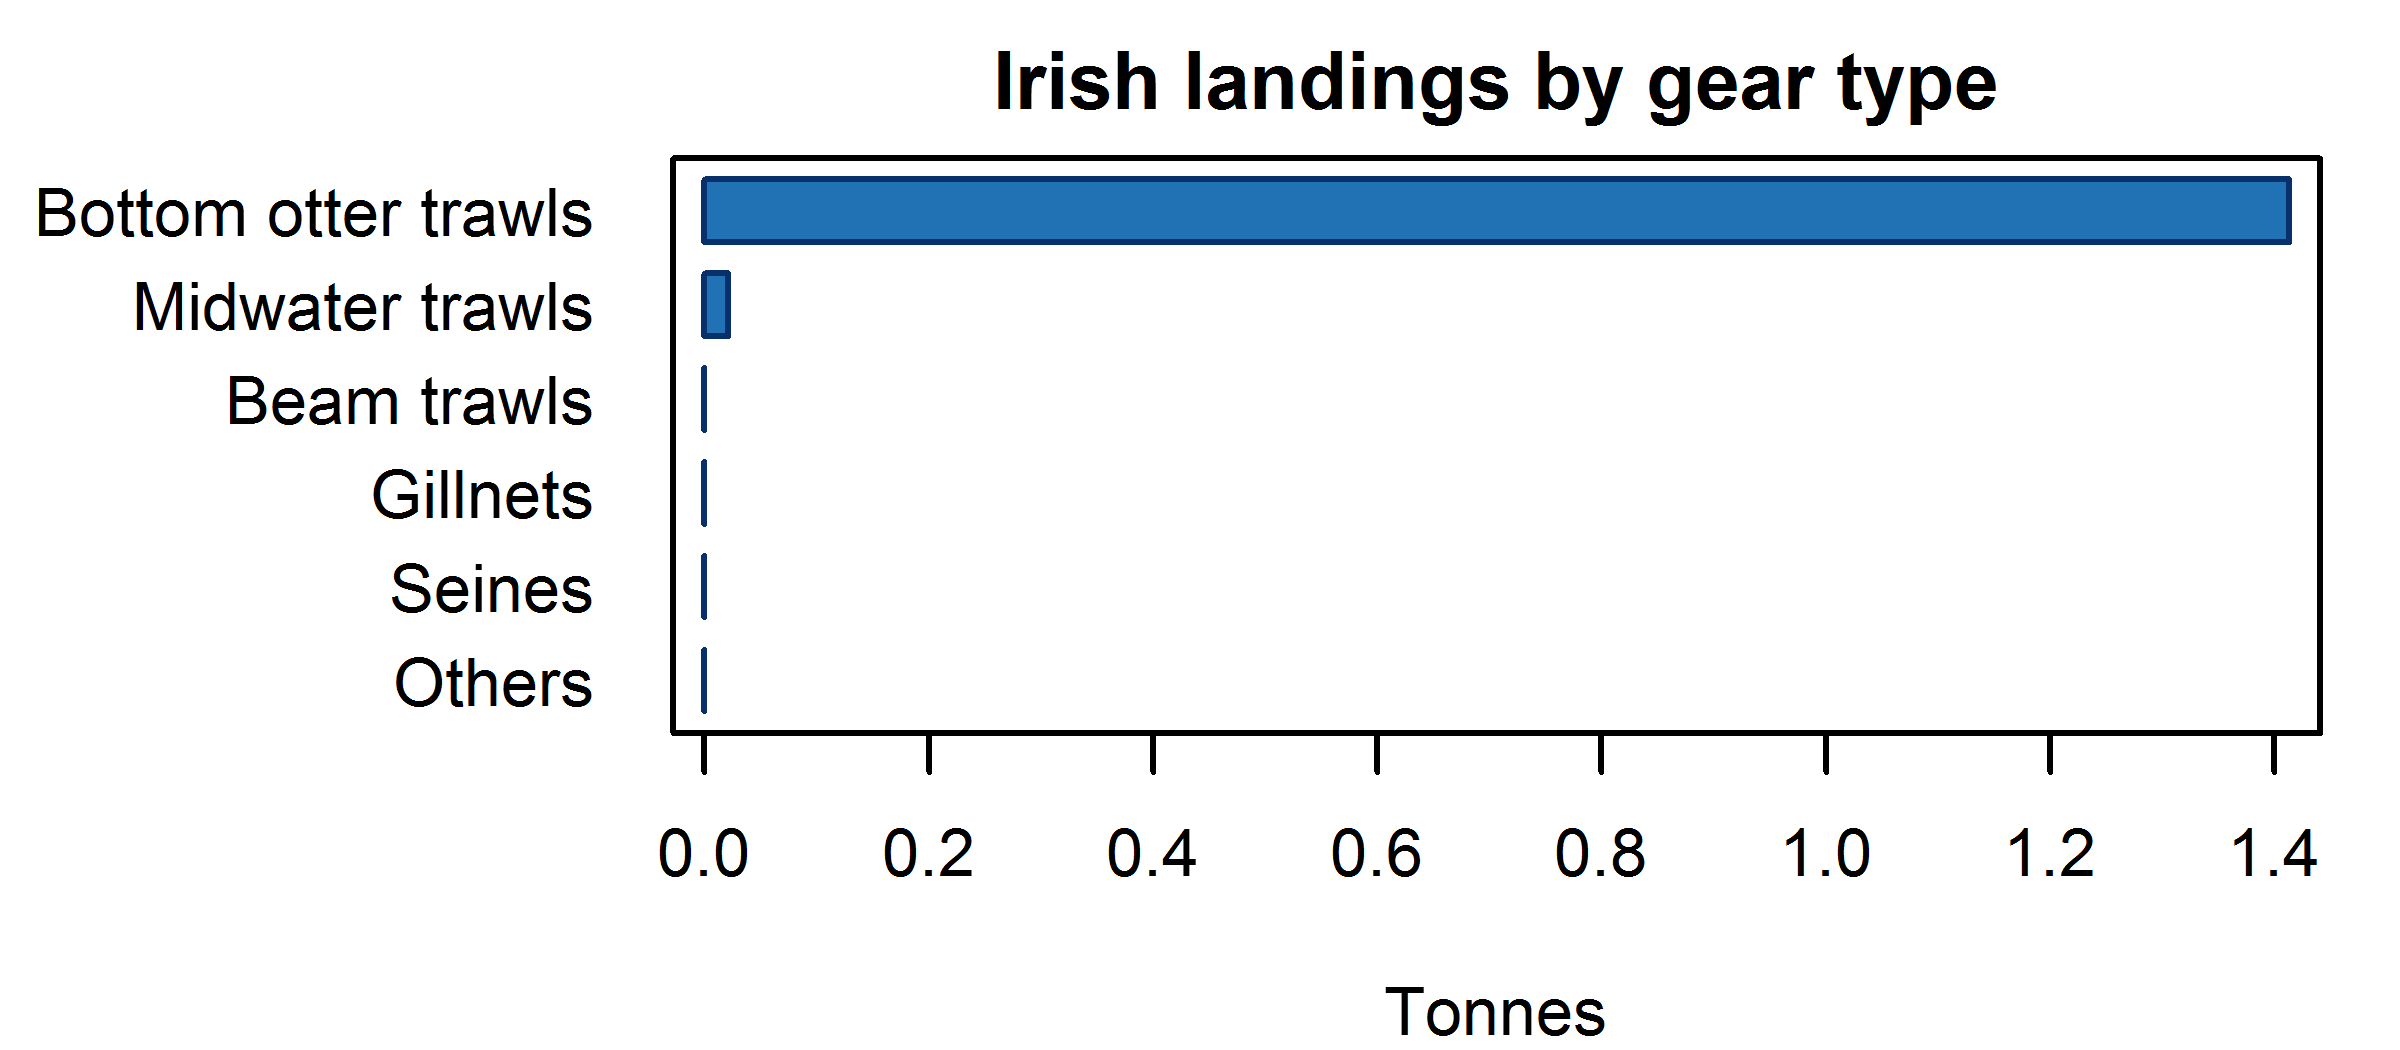 Irish landings by gear type
Bottom otter trawls
Midwater trawls
Beam trawls
Gillnets
Seines
Others
0.0 0.2 0.4 0.6 0.8 1.0 1.2 1.4
Tonnes